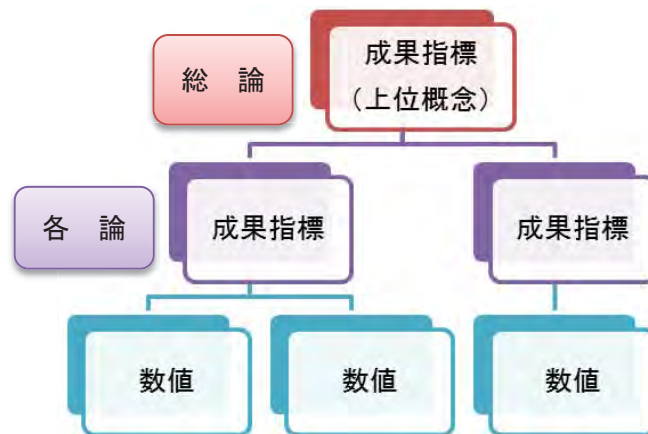 総　論
成果指標
（上位概念）
各　論
成果指標
成果指標
数値
数値
数値